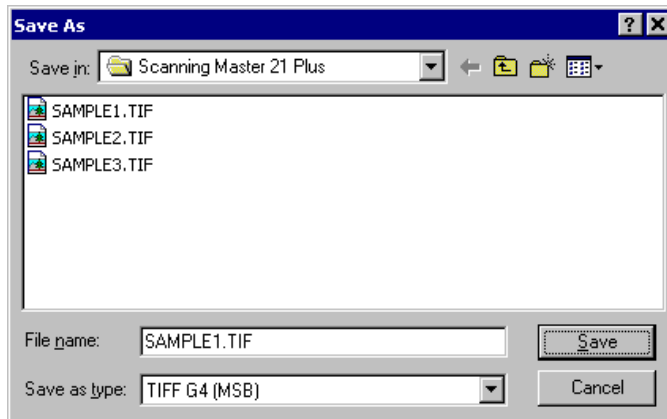 Save As
Save in: Scanning Master 21 Plus
SAMPLE1.TIF
SAMPLE2.TIF
SAMPLE3.TIF
File name: SAMPLE1.TIF Save
Save as type: TIFF G4 (MSB) Cancel